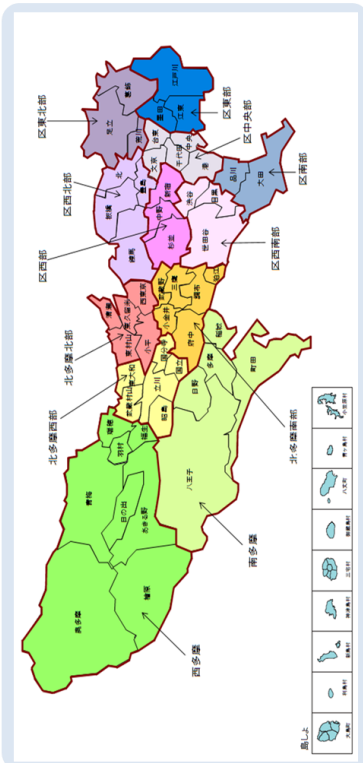 区東北部
区東部
区中央部
区南部
区西北部
区西部
区西南部
北多摩北部
北多摩西部
北多摩南部
南多摩
西多摩
葛飾
足立
荒川
江戸川
墨田
江東
台東
文京
千代田
中央
港
品川
大田
北
板橋
豊島
練馬
新宿
中野
杉並
渋谷
目黒
世田谷
清瀬
東久留米
東村山
西東京
小平
武蔵野
三鷹
小金井
調布
狛江
府中
東大和
武蔵村山
国分寺
国立
立川
昭島
稲城
多摩
町田
日野
八王子
瑞穂
羽村
福生
青梅
日の出
あきる野
奥多摩
檜原
島しょ
大島町
利島村
新島村
神津島村
三宅村
御蔵島村
八丈町
青ヶ島村
小笠原村